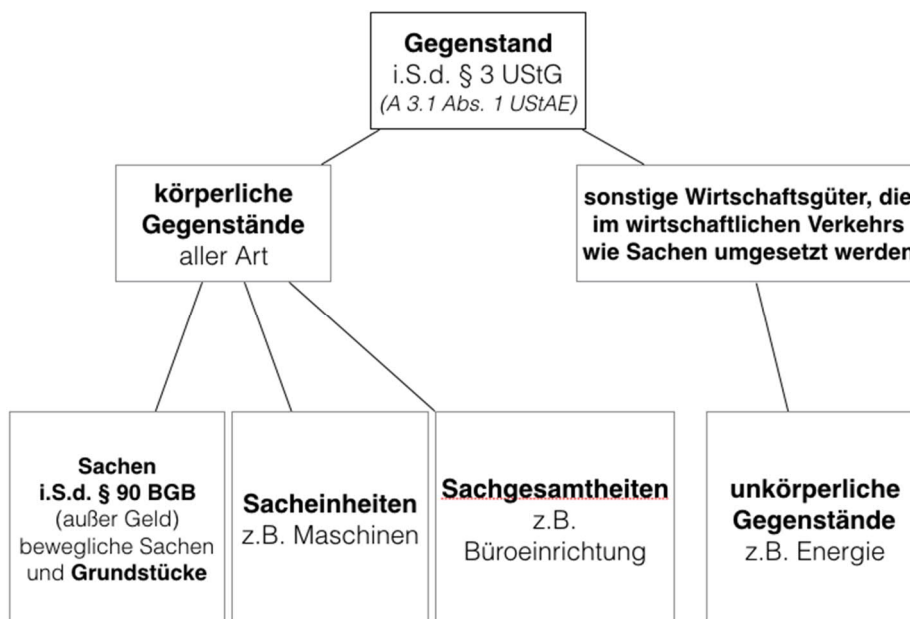 Gegenstand
i.S.d. § 3 UStG
(A 3.1 Abs. 1 UStAE)
körperliche
Gegenstände
aller Art
sonstige Wirtschaftsgüter, die
im wirtschaftlichen Verkehrs
wie Sachen umgesetzt werden
Sachen
i.S.d. § 90 BGB
(außer Geld)
bewegliche Sachen
und Grundstücke
Sacheinheiten
z.B. Maschinen
Sachgesamtheiten
z.B.
Büroeinrichtung
unkörperliche
Gegenstände
z.B. Energie